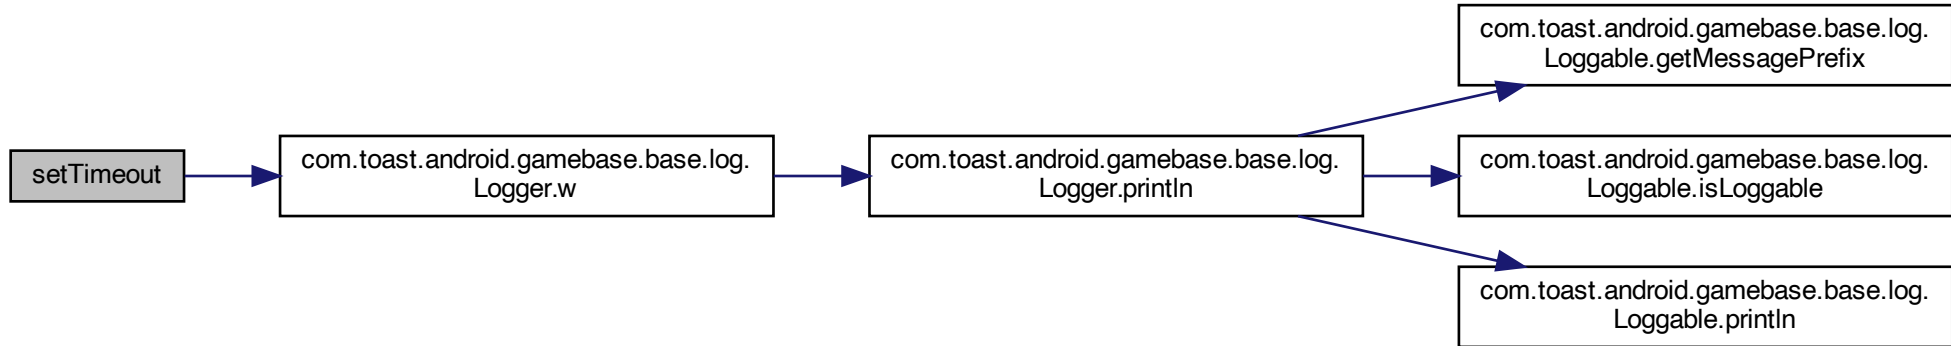 setTimeout
com.toast.android.gamebase.base.log.
Logger.w
com.toast.android.gamebase.base.log.
Logger.println
com.toast.android.gamebase.base.log.
Loggable.getMessagePrefix
com.toast.android.gamebase.base.log.
Loggable.isLoggable
com.toast.android.gamebase.base.log.
Loggable.println